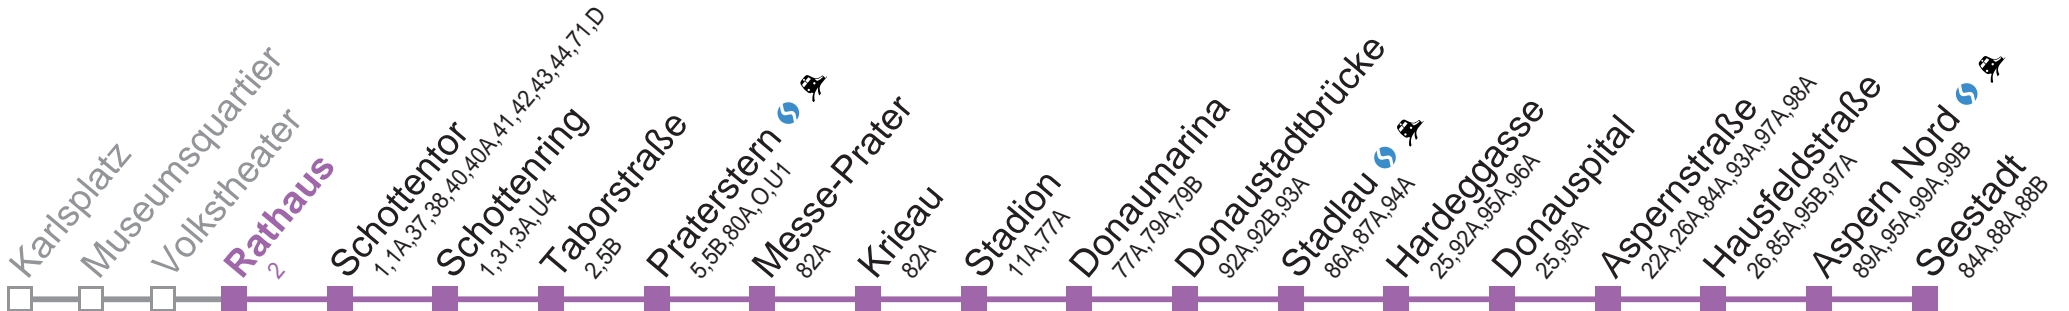 Karlsplatz
Museumsquartier
Volkstheater
Rathaus
2
Schottentor
1,1A,37,38,40,40A,41,42,43,44,71,D
Schottenring
1,31,3A,U4
Taborstraße
2,5B
Praterstern
5,5B,80A,O,U1
Messe-Prater
82A
Krieau
82A
Stadion
11A,77A
Donaumarina
77A,79A,79B
Donaustadtbrücke
92A,92B,93A
Stadlau
86A,87A,94A
Hardeggasse
25,92A,95A,96A
Donauspital
25,95A
Aspernstraße
22A,26A,84A,93A,97A,98A
Hausfeldstraße
26,85A,95B,97A
Aspern Nord
89A,95A,99A,99B
Seestadt
84A,88A,88B